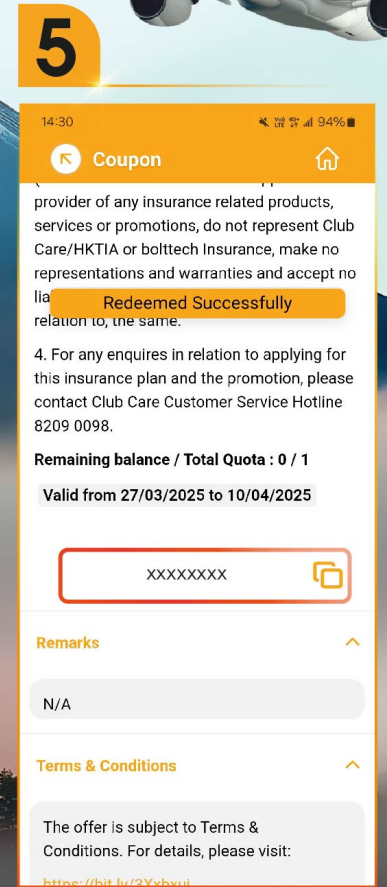 5
14:30
94%
Coupon
provider of any insurance related products,
services or promotions, do not represent Club
Care/HKTIA or bolttech Insurance, make no
representations and warranties and accept no
Redeemed Successfully
relation to, the same.
4. For any enquires in relation to applying for
this insurance plan and the promotion, please
contact Club Care Customer Service Hotline
8209 0098.
Remaining balance / Total Quota : 0 / 1
Valid from 27/03/2025 to 10/04/2025
XXXXXXXX
Remarks
N/A
Terms & Conditions
The offer is subject to Terms &
Conditions. For details, please visit: